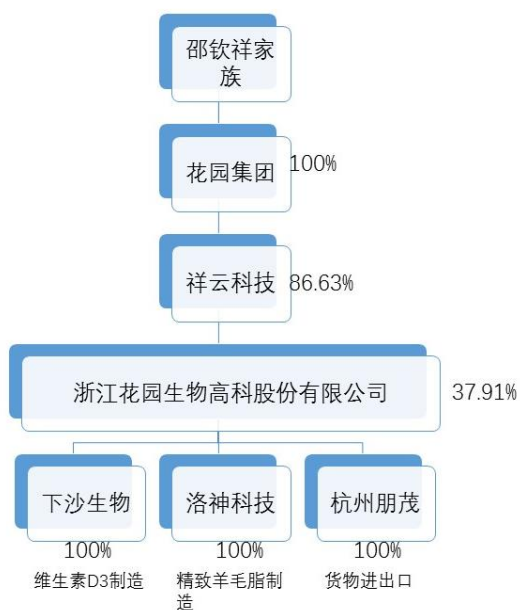 邵钦祥家
族
花园集团
100%
祥云科技
86.63%
浙江花园生物高科股份有限公司
37.91%
下沙生物
洛神科技
杭州朋茂
100%
100%
100%
维生素D3制造
精致羊毛脂制
造
货物进出口